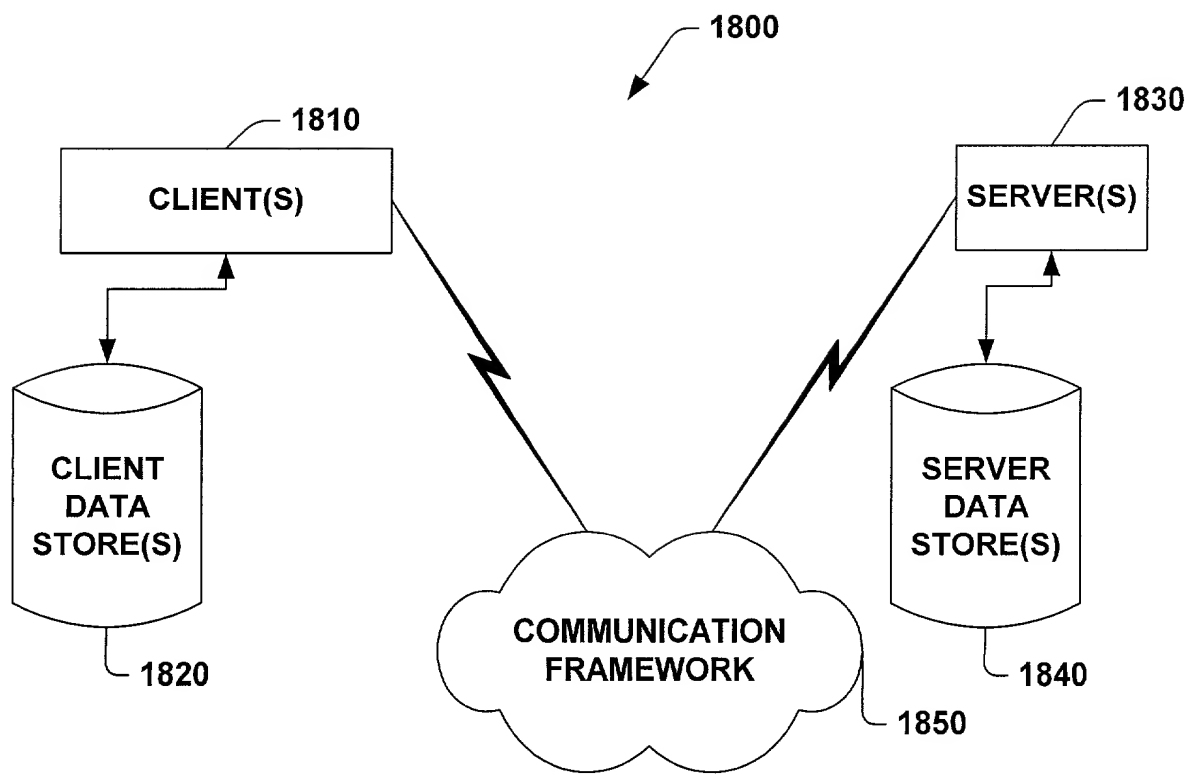 1800
1810
1830
CLIENT(S)
SERVER(S)
CLIENT
DATA
STORE(S)
SERVER
DATA
STORE(S)
COMMUNICATION
FRAMEWORK
1820
1840
1850